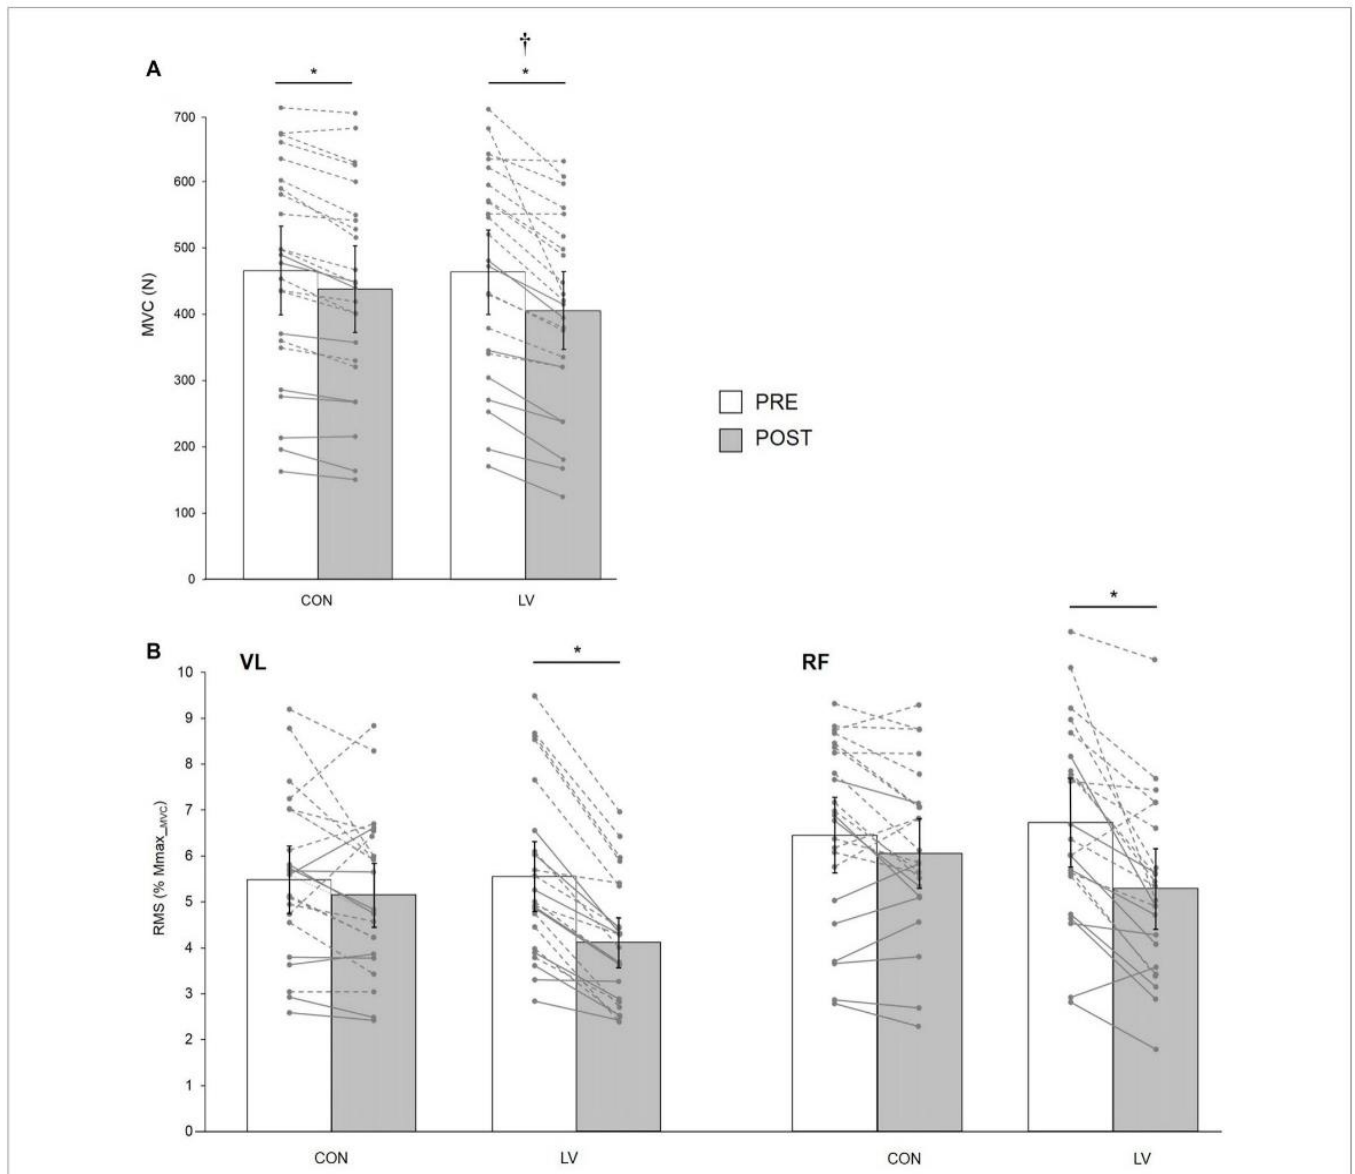 †
A
* *
700
600
500
400
300
200
100
0
MVC (N)
CON LV
PRE
POST
*
B VL * RF
10
9
8
7
6
5
4
3
2
1
0
RMS (% Mmax_MVC)
CON LV CON LV